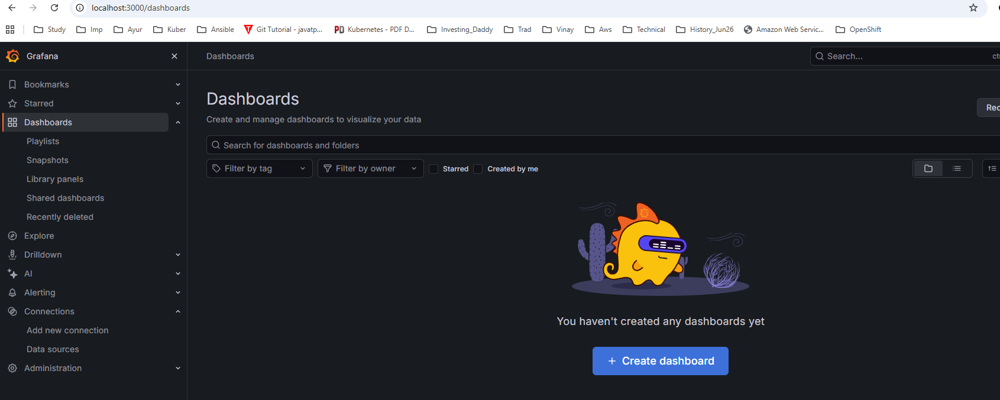 localhost:3000/dashboards
Study Imp Ayur Kuber Ansible Git Tutorial - javatp... Kubernetes - PDF D... Investing_Daddy Trad Vinay Aws Technical History_Jun26 Amazon Web Servic... OpenShift
Grafana
Dashboards
Search...
Bookmarks
Starred
Dashboards
Playlists
Snapshots
Library panels
Shared dashboards
Recently deleted
Explore
Drilldown
AI
Alerting
Connections
Add new connection
Data sources
Administration
Dashboards
Create and manage dashboards to visualize your data
Search for dashboards and folders
Filter by tag Filter by owner Starred Created by me
You haven't created any dashboards yet
+ Create dashboard